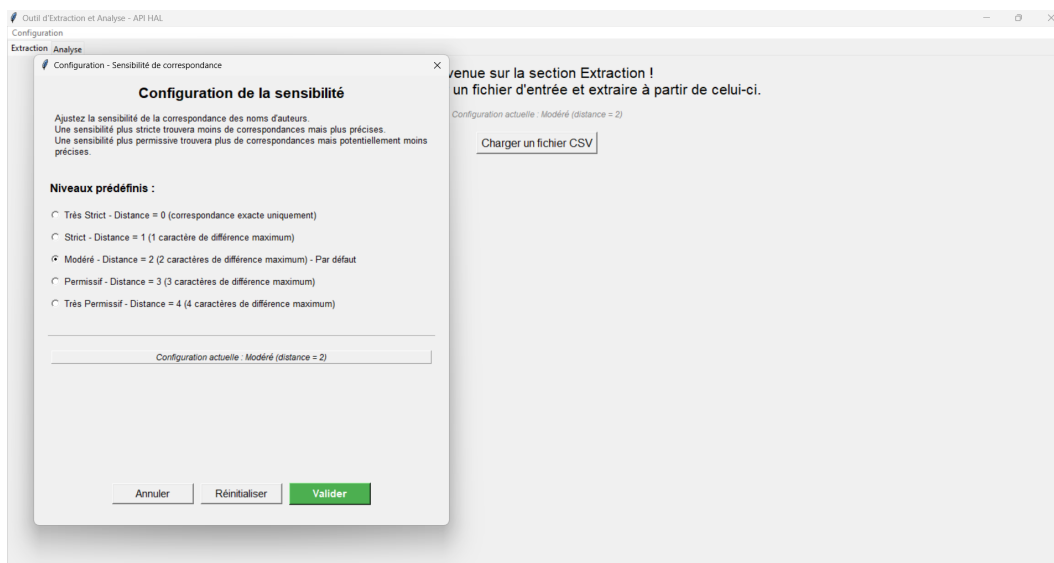 Outil d'Extraction et Analyse - API HAL
Configuration
Extraction Analyse
Configuration - Sensibilité de correspondance
Configuration de la sensibilité
Ajustez la sensibilité de la correspondance des noms d'auteurs.
Une sensibilité plus stricte trouvera moins de correspondances mais plus précises.
Une sensibilité plus permissive trouvera plus de correspondances mais potentiellement moins
précises.
Niveaux prédéfinis :
Très Strict - Distance = 0 (correspondance exacte uniquement)
Strict - Distance = 1 (1 caractère de différence maximum)
Modéré - Distance = 2 (2 caractères de différence maximum) - Par défaut
Permissif - Distance = 3 (3 caractères de différence maximum)
Très Permissif - Distance = 4 (4 caractères de différence maximum)
Configuration actuelle : Modéré (distance = 2)
Annuler Réinitialiser Valider
venue sur la section Extraction !
un fichier d'entrée et extraire à partir de celui-ci.
Configuration actuelle : Modéré (distance = 2)
Charger un fichier CSV